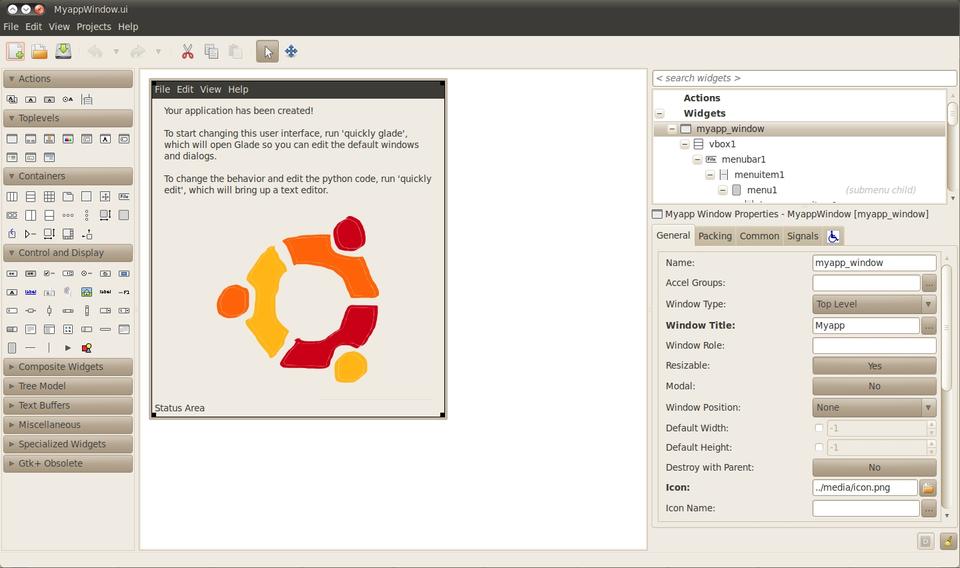 MyappWindow.ui
File Edit View Projects Help
Actions
Toplevels
Containers
Control and Display
Composite Widgets
Tree Model
Text Buffers
Miscellaneous
Specialized Widgets
Gtk+ Obsolete
File Edit View Help
Your application has been created!
To start changing this user interface, run 'quickly glade',
which will open Glade so you can edit the default windows
and dialogs.
To change the behavior and edit the python code, run 'quickly
edit', which will bring up a text editor.
Status Area
< search widgets >
Actions
Widgets
myapp_window
vbox1
menubar1
menuitem1
menu1 (submenu child)
Myapp Window Properties - MyappWindow [myapp_window]
General Packing Common Signals
Name: myapp_window
Accel Groups: ...
Window Type: Top Level
Window Title: Myapp ...
Window Role:
Resizable: Yes
Modal: No
Window Position: None
Default Width: -1
Default Height: -1
Destroy with Parent: No
Icon: ../media/icon.png
Icon Name: ...